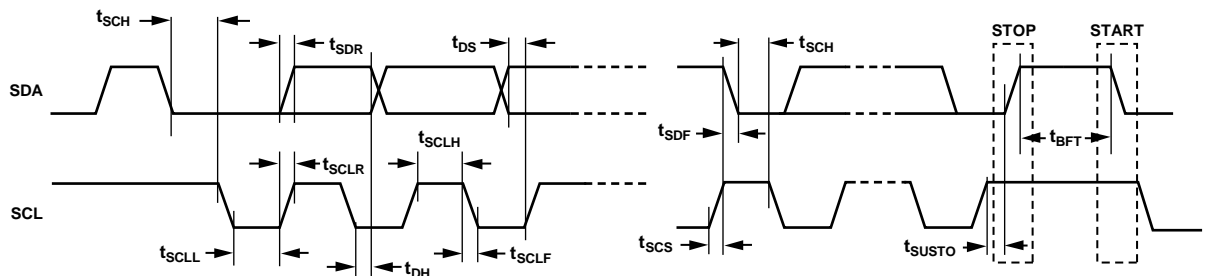 tSCH
tSDR
tDS
tSCH
STOP
START
SDA
tSDF
tBFT
tSCLR
tSCLH
SCL
tSCLL
tDH
tSCLF
tSCS
tSUSTO